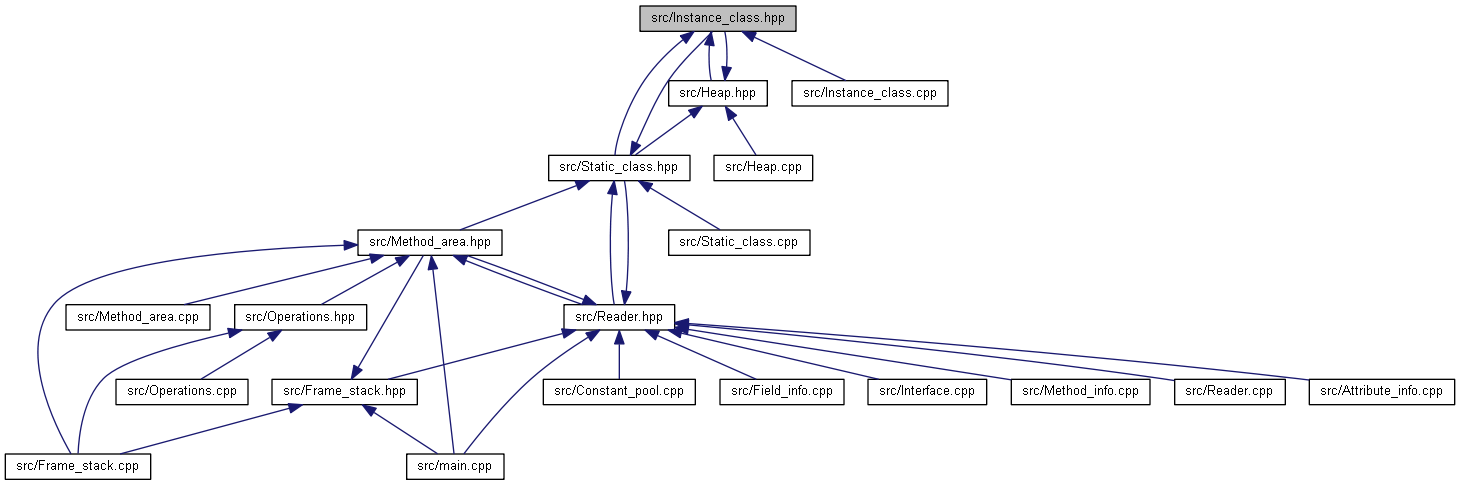 src/Instance_class.hpp
src/Heap.hpp
src/Instance_class.cpp
src/Static_class.hpp
src/Heap.cpp
src/Method_area.hpp
src/Static_class.cpp
src/Method_area.cpp
src/Operations.hpp
src/Reader.hpp
src/Operations.cpp
src/Frame_stack.hpp
src/Constant_pool.cpp
src/Field_info.cpp
src/Interface.cpp
src/Method_info.cpp
src/Reader.cpp
src/Attribute_info.cpp
src/Frame_stack.cpp
src/main.cpp